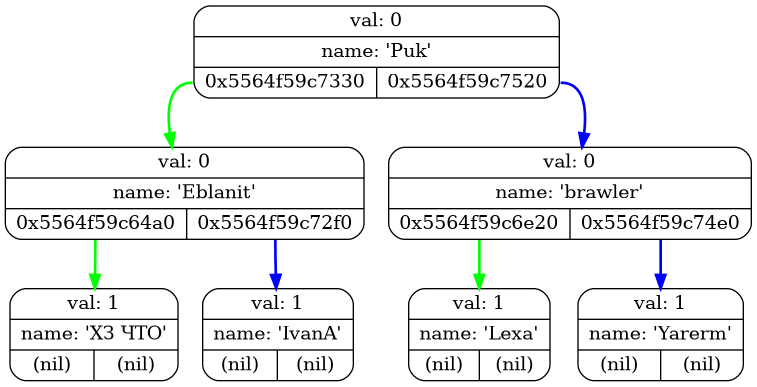 val: 0
name: 'Puk'
0x5564f59c7330 0x5564f59c7520
val: 0
name: 'Eblanit'
0x5564f59c64a0 0x5564f59c72f0
val: 0
name: 'brawler'
0x5564f59c6e20 0x5564f59c74e0
val: 1
name: 'ХЗ ЧТО'
(nil) (nil)
val: 1
name: 'IvanA'
(nil) (nil)
val: 1
name: 'Lexa'
(nil) (nil)
val: 1
name: 'Yarerm'
(nil) (nil)